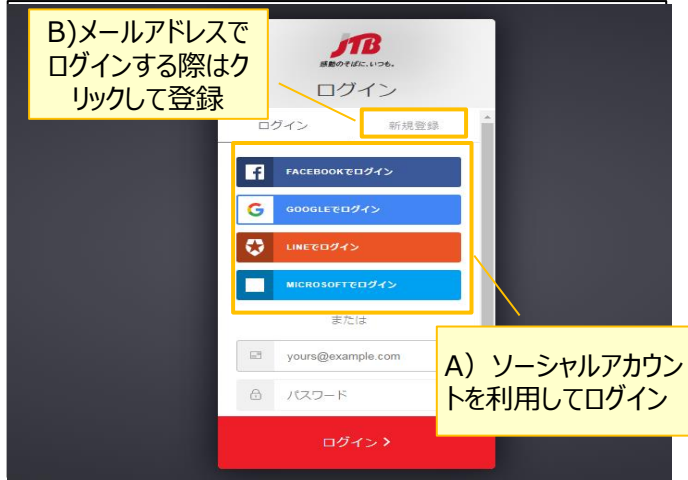 B)メールアドレスで
ログインする際はク
リックして登録
JTB
感動のそばに、いつも。
ログイン
ログイン
新規登録
FACEBOOKでログイン
GOOGLEでログイン
LINEでログイン
MICROSOFTでログイン
または
yours@example.com
パスワード
A) ソーシャルアカウン
トを利用してログイン
ログイン >